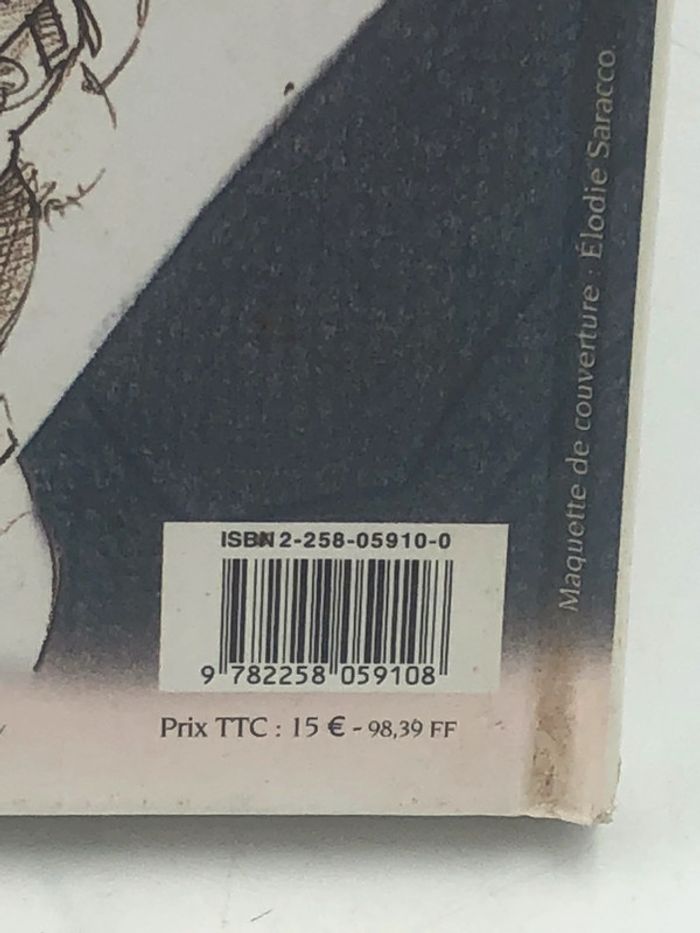 Maquette de couverture : Élodie Saracco.
ISBN 2-258-05910-0
9 782258 059108
Prix TTC : 15 € - 98,39 FF